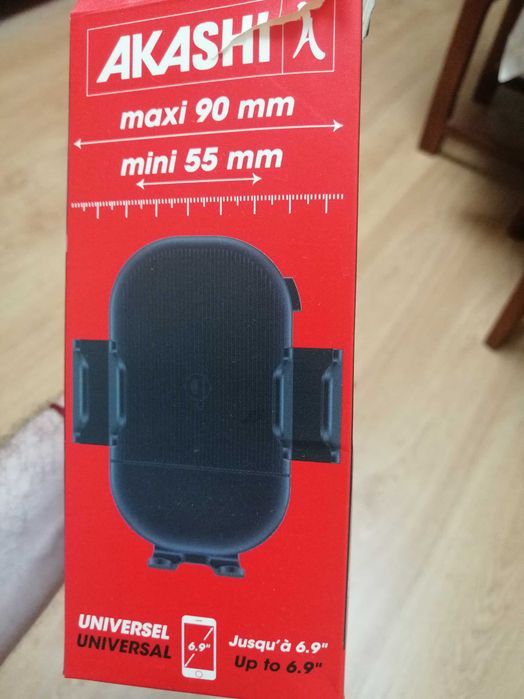 AKASHI
maxi 90 mm
mini 55 mm
UNIVERSEL
UNIVERSAL
6.9"
Jusqu'à 6.9"
Up to 6.9"